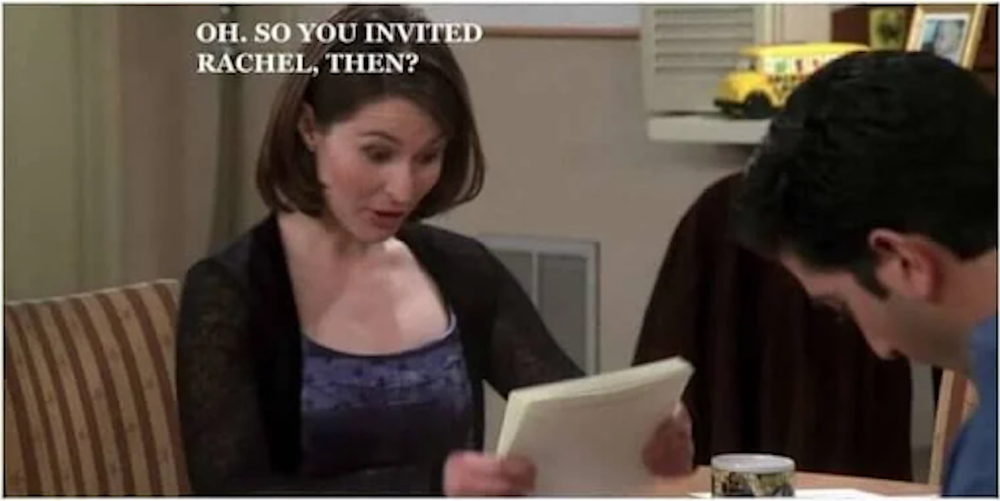 OH. SO YOU INVITED
RACHEL, THEN?